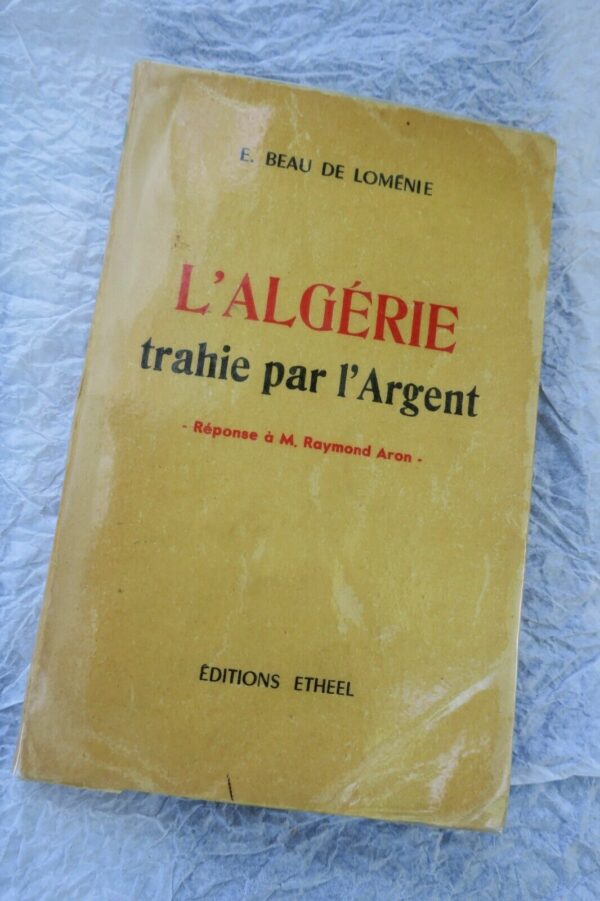 E. BEAU DE LOMÉNIE
L'ALGÉRIE
trahie par l'Argent
- Réponse à M. Raymond Aron -
ÉDITIONS ETHEEL